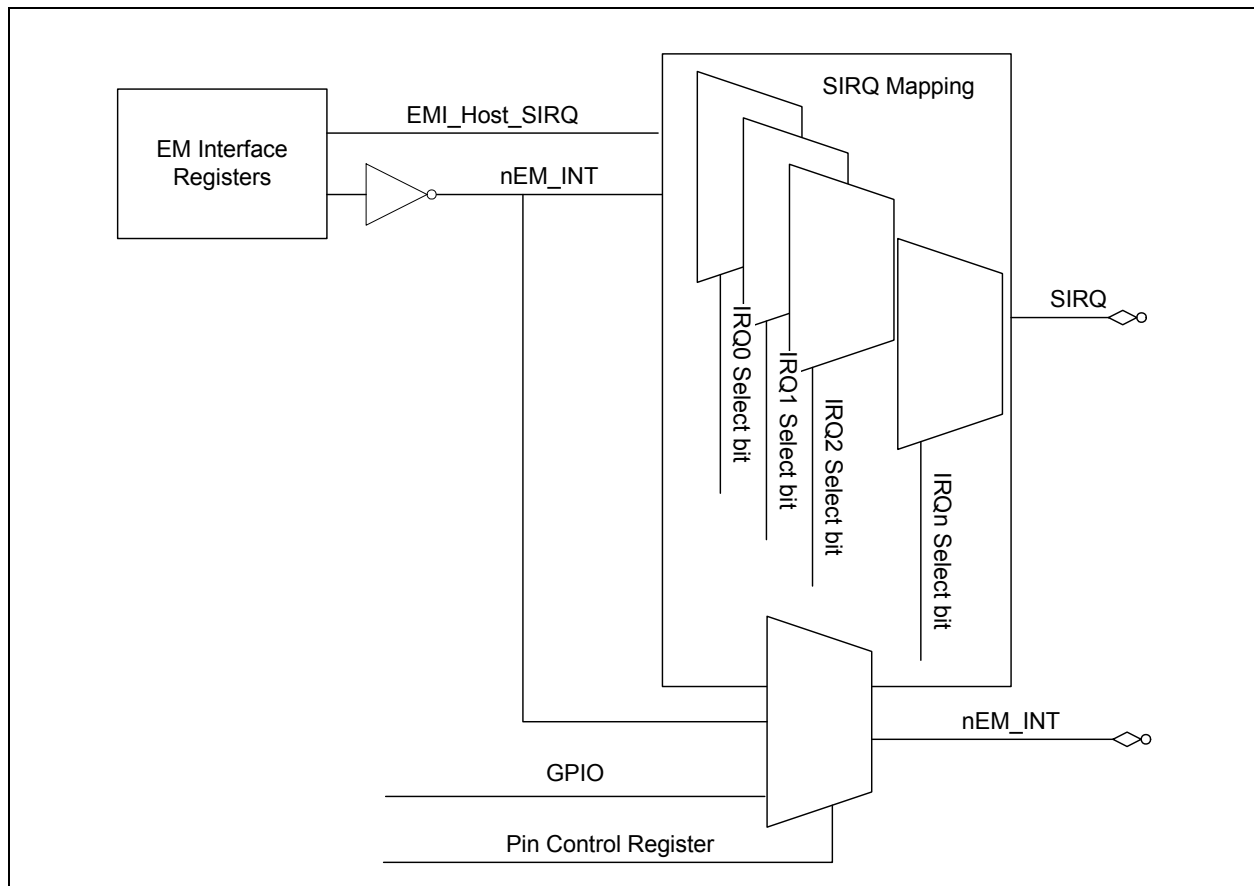 SIRQ Mapping
EMI_Host_SIRQ
EM Interface
Registers
nEM_INT
SIRQ
IRQ0 Select bit
IRQ1 Select bit
IRQ2 Select bit
IRQn Select bit
nEM_INT
GPIO
Pin Control Register